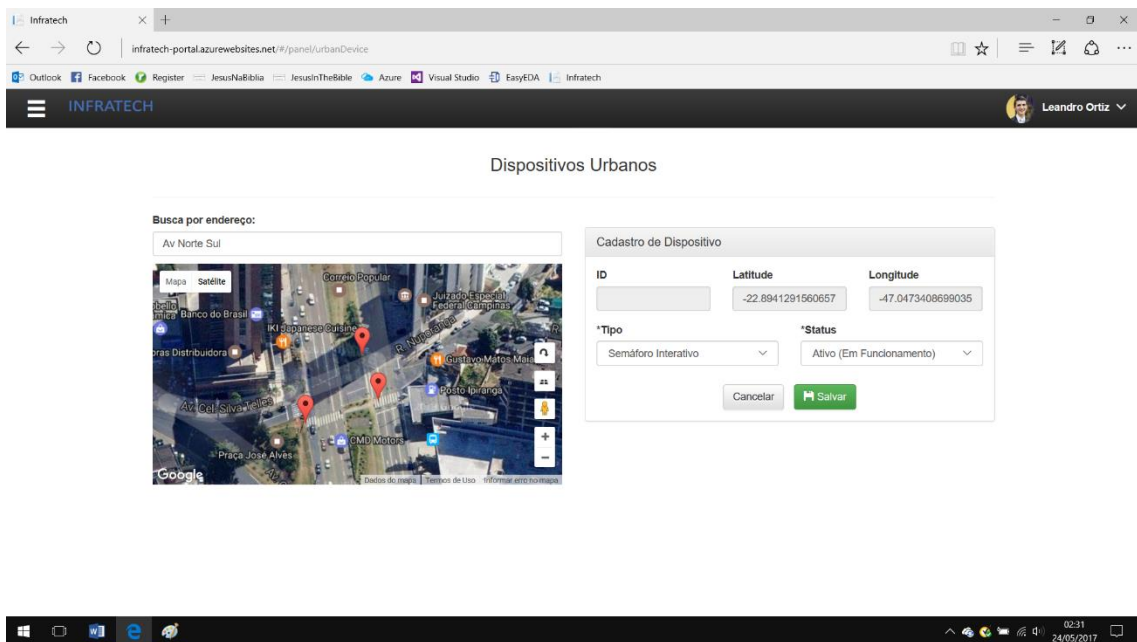 Infratech
infratech-portal.azurewebsites.net/#/panel/urbanDevice
Outlook Facebook Register JesusNaBiblia JesusInTheBible Azure Visual Studio EasyEDA Infratech
INFRATECH
Leandro Ortiz
Dispositivos Urbanos
Busca por endereço:
Av Norte Sul
Mapa Satélite
Correio Popular
Juizado Especial
Federal Campinas
Banco do Brasil
IKI Japanese Cuisine
R. Nuporanga
pras Distribuidora
Gustavo Matos Maia
Posto Ipiranga
Av. Cel. Silva Telles
CMD Motors
Praça José Alves
Google
Dados do mapa Termos de Uso Informar erro no mapa
Cadastro de Dispositivo
ID Latitude Longitude
-22.8941291560657 -47.0473408699035
*Tipo *Status
Semáforo Interativo Ativo (Em Funcionamento)
Cancelar Salvar
02:31
24/05/2017